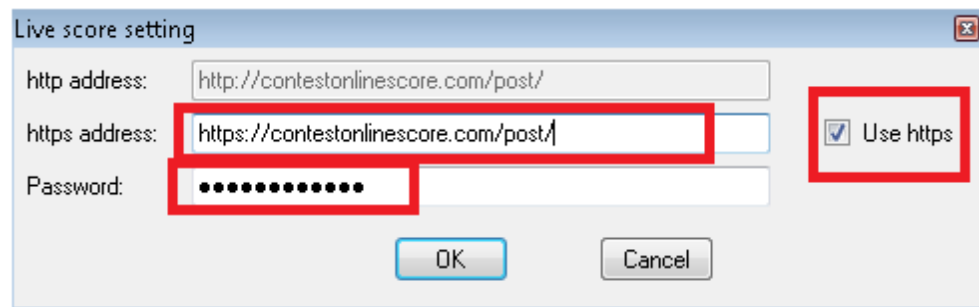 Live score setting
http address: http://contestonlinescore.com/post/
https address: https://contestonlinescore.com/post/ Use https
Password: ●●●●●●●●●●●●
OK Cancel